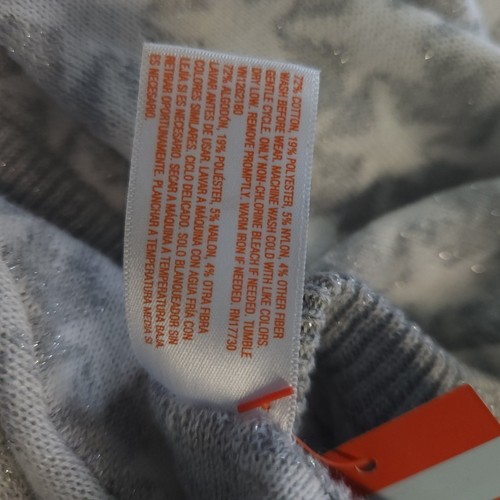 72% COTTON, 19% POLYESTER, 5% NYLON, 4% OTHER FIBER
WASH BEFORE WEAR, MACHINE WASH COLD WITH LIKE COLORS
GENTLE CYCLE, ONLY NON-CHLORINE BLEACH IF NEEDED, TUMBLE
DRY LOW, REMOVE PROMPTLY, WARM IRON IF NEEDED. RN17730
WH1262180
72% ALGODÓN, 19% POLIÉSTER, 5% NAILON, 4% OTRA FIBRA
LAVAR ANTES DE USAR, LAVAR A MÁQUINA CON AGUA FRÍA CON
COLORES SIMILARES, CICLO DELICADO, SOLO BLANQUEADOR SIN
LEJÍA SI ES NECESARIO, SECAR A MÁQUINA A TEMPERATURA BAJA
RETIRAR OPORTUNAMENTE, PLANCHAR A TEMPERATURA MEDIA SI
ES NECESARIO.